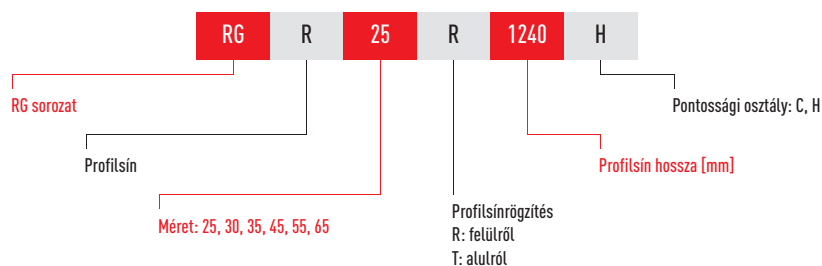 RG R 25 R 1240 H
RG sorozat
Pontossági osztály: C, H
Profilsín
Profilsín hossza [mm]
Méret: 25, 30, 35, 45, 55, 65
Profilsínrögzítés
R: felülről
T: alulról